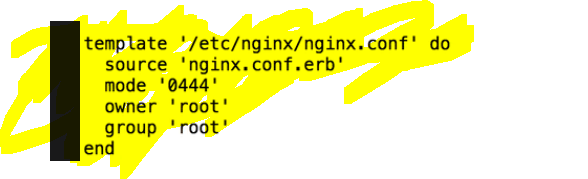 template '/etc/nginx/nginx.conf' do
  source 'nginx.conf.erb'
  mode '0444'
  owner 'root'
  group 'root'
end